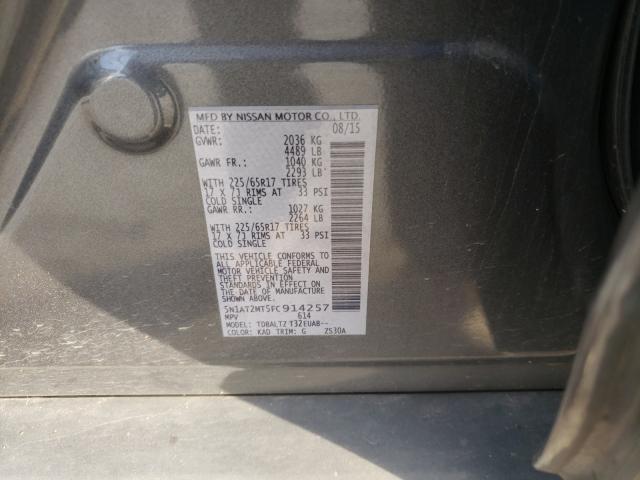 MFD BY NISSAN MOTOR CO., LTD.
DATE: 08/15
GVWR: 2036 KG
4489 LB
GAWR FR.: 1040 KG
2293 LB
WITH 225/65R17 TIRES
17 X 7J RIMS AT 33 PSI
COLD SINGLE
GAWR RR.: 1027 KG
2264 LB
WITH 225/65R17 TIRES
17 X 7J RIMS AT 33 PSI
COLD SINGLE
THIS VEHICLE CONFORMS TO
ALL APPLICABLE FEDERAL
MOTOR VEHICLE SAFETY AND
THEFT PREVENTION
STANDARDS IN EFFECT ON
THE DATE OF MANUFACTURE
SHOWN ABOVE.
5N1AT2MT5FC914257
MPV 614
MODEL: TDBALTZ T32EUAB--
COLOR: KAD TRIM: G ZS30A